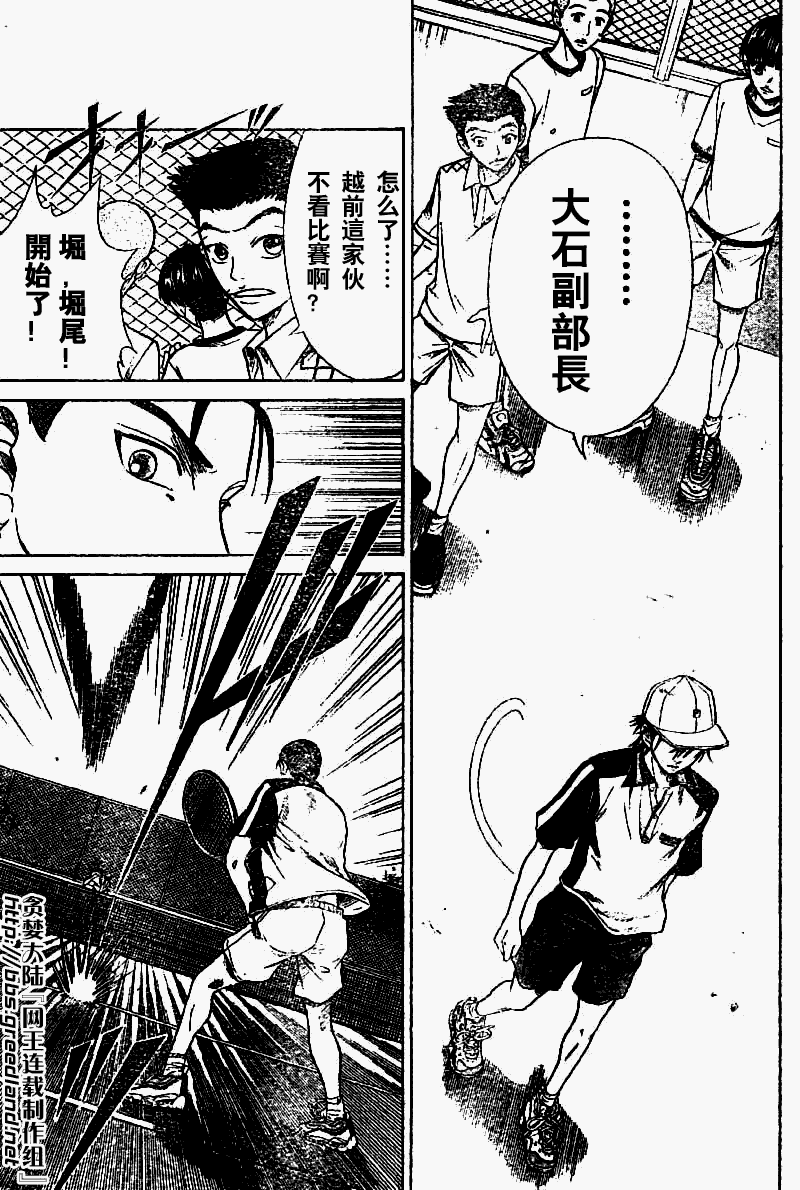 ………
大石副部長
怎么了……
越前這家伙
不看比賽啊?
堀,堀尾!
開始了!
贪婪大陆『网王连载制作组』
http://bbs.greedland.net